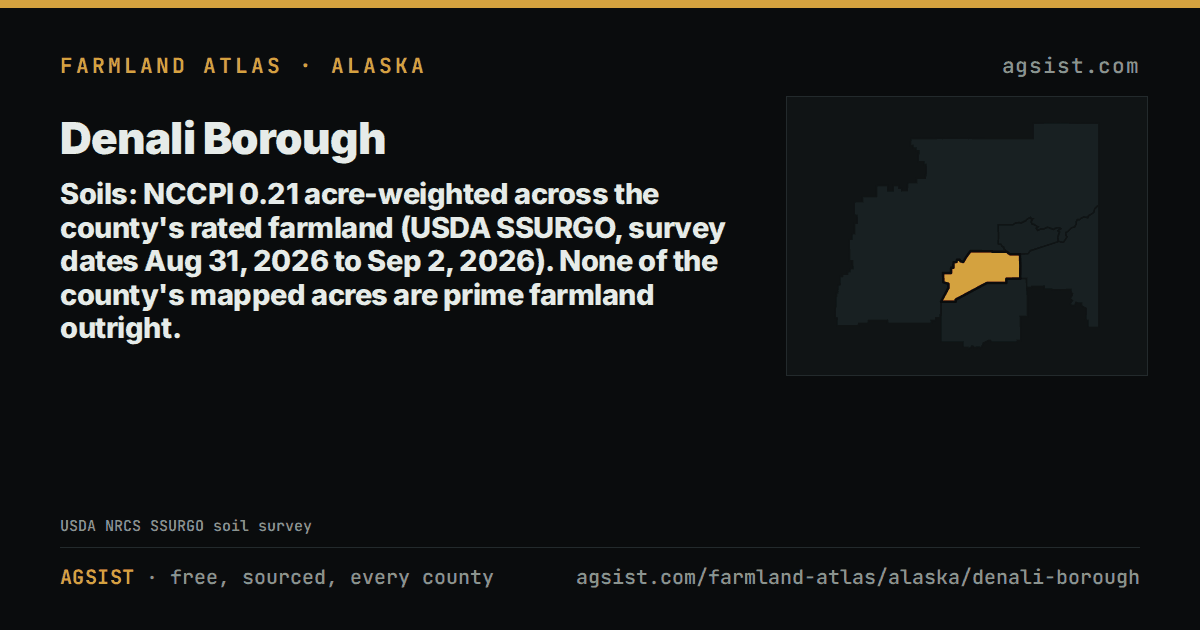 FARMLAND ATLAS · ALASKA
agsist.com
Denali Borough
Soils: NCCPI 0.21 acre-weighted across the
county's rated farmland (USDA SSURGO, survey
dates Aug 31, 2026 to Sep 2, 2026). None of the
county's mapped acres are prime farmland
outright.
USDA NRCS SSURGO soil survey
AGSIST · free, sourced, every county
agsist.com/farmland-atlas/alaska/denali-borough